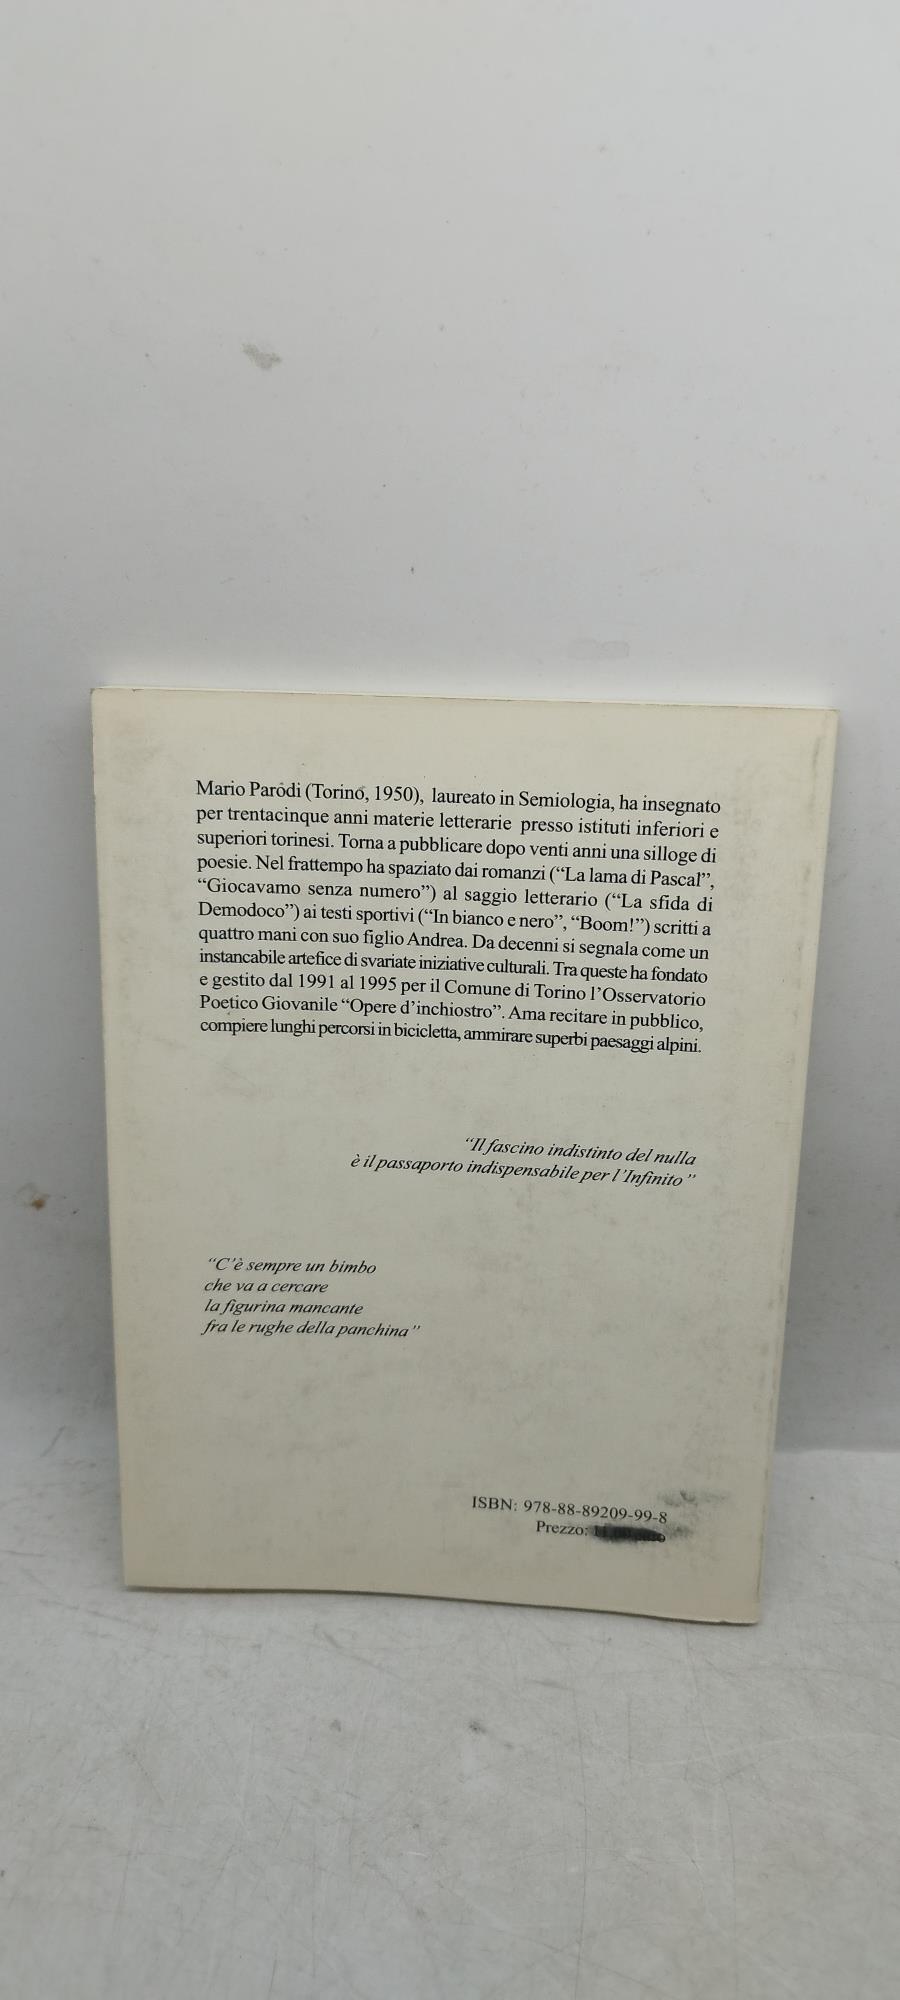 Mario Parodi (Torino, 1950), laureato in Semiologia, ha insegnato
per trentacinque anni materie letterarie presso istituti inferiori e
superiori torinesi. Torna a pubblicare dopo venti anni una silloge di
poesie. Nel frattempo ha spaziato dai romanzi (“La lama di Pascal”,
“Giocavamo senza numero”) al saggio letterario (“La sfida di
Demodoco”) ai testi sportivi (“In bianco e nero”, “Boom!”) scritti a
quattro mani con suo figlio Andrea. Da decenni si segnala come un
instancabile artefice di svariate iniziative culturali. Tra queste ha fondato
e gestito dal 1991 al 1995 per il Comune di Torino l’Osservatorio
Poetico Giovanile “Opere d’inchiostro”. Ama recitare in pubblico,
compiere lunghi percorsi in bicicletta, ammirare superbi paesaggi alpini.
“Il fascino indistinto del nulla
è il passaporto indispensabile per l’Infinito”
“C’è sempre un bimbo
che va a cercare
la figurina mancante
fra le rughe della panchina”
ISBN: 978-88-89209-99-8
Prezzo: